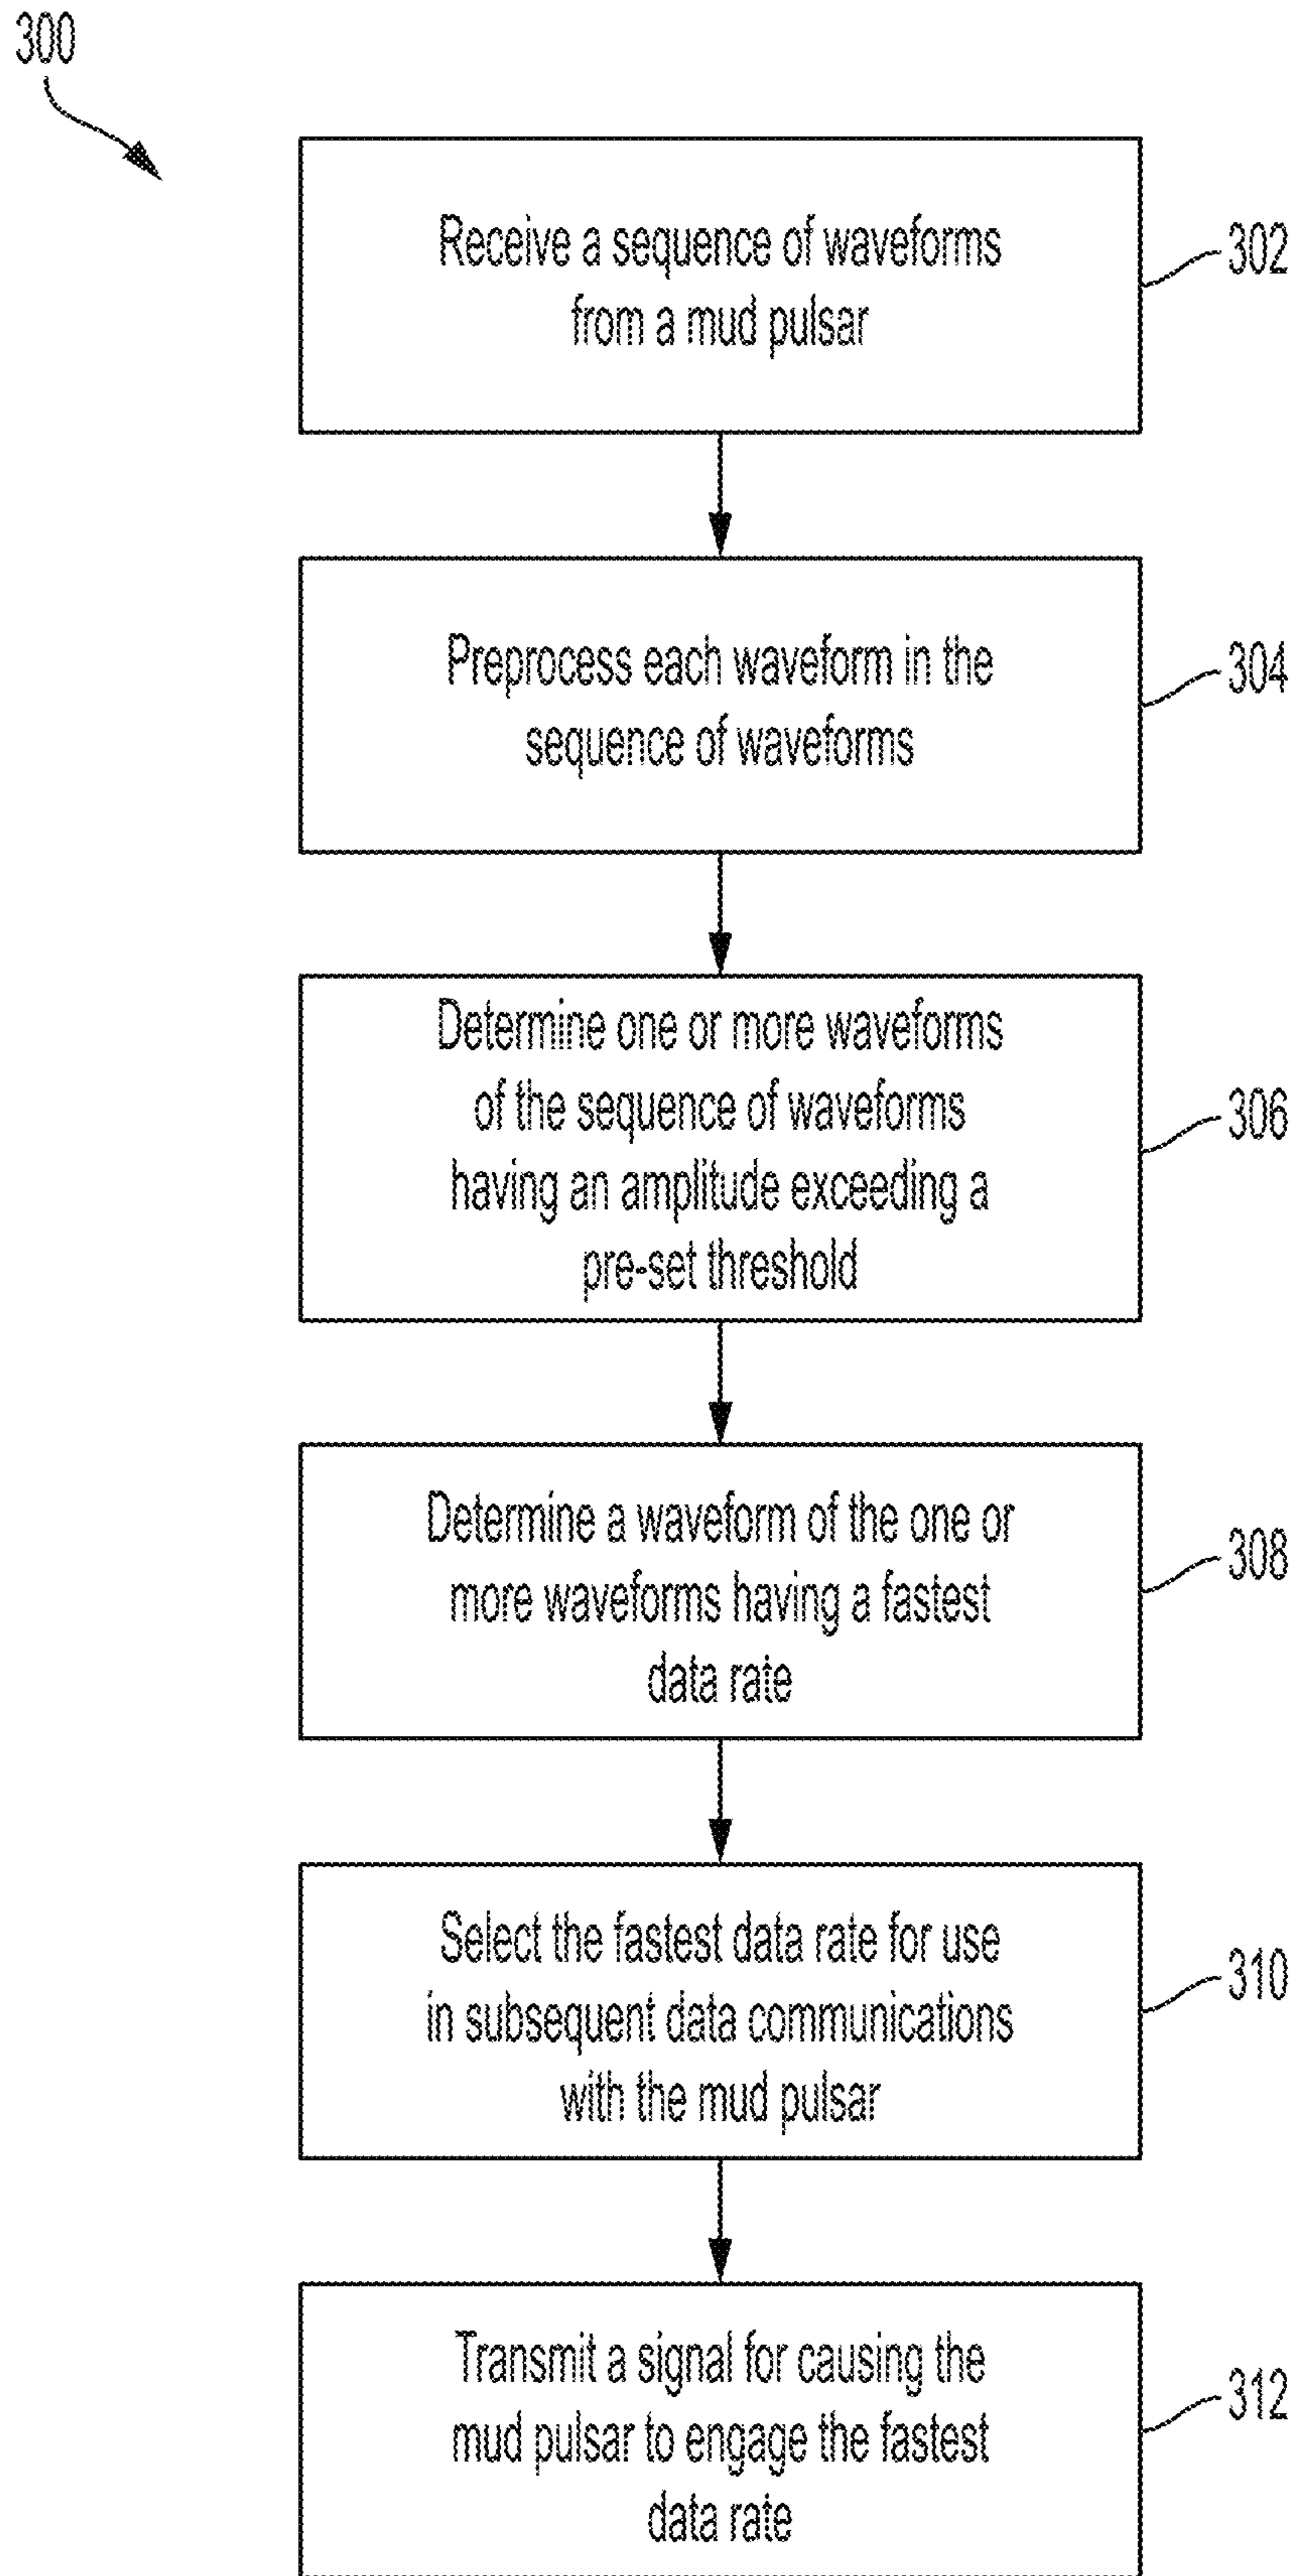 300
Receive a sequence of waveforms
from a mud pulsar
302
Preprocess each waveform in the
sequence of waveforms
304
Determine one or more waveforms
of the sequence of waveforms
having an amplitude exceeding a
pre-set threshold
306
Determine a waveform of the one or
more waveforms having a fastest
data rate
308
Select the fastest data rate for use
in subsequent data communications
with the mud pulsar
310
Transmit a signal for causing the
mud pulsar to engage the fastest
data rate
312